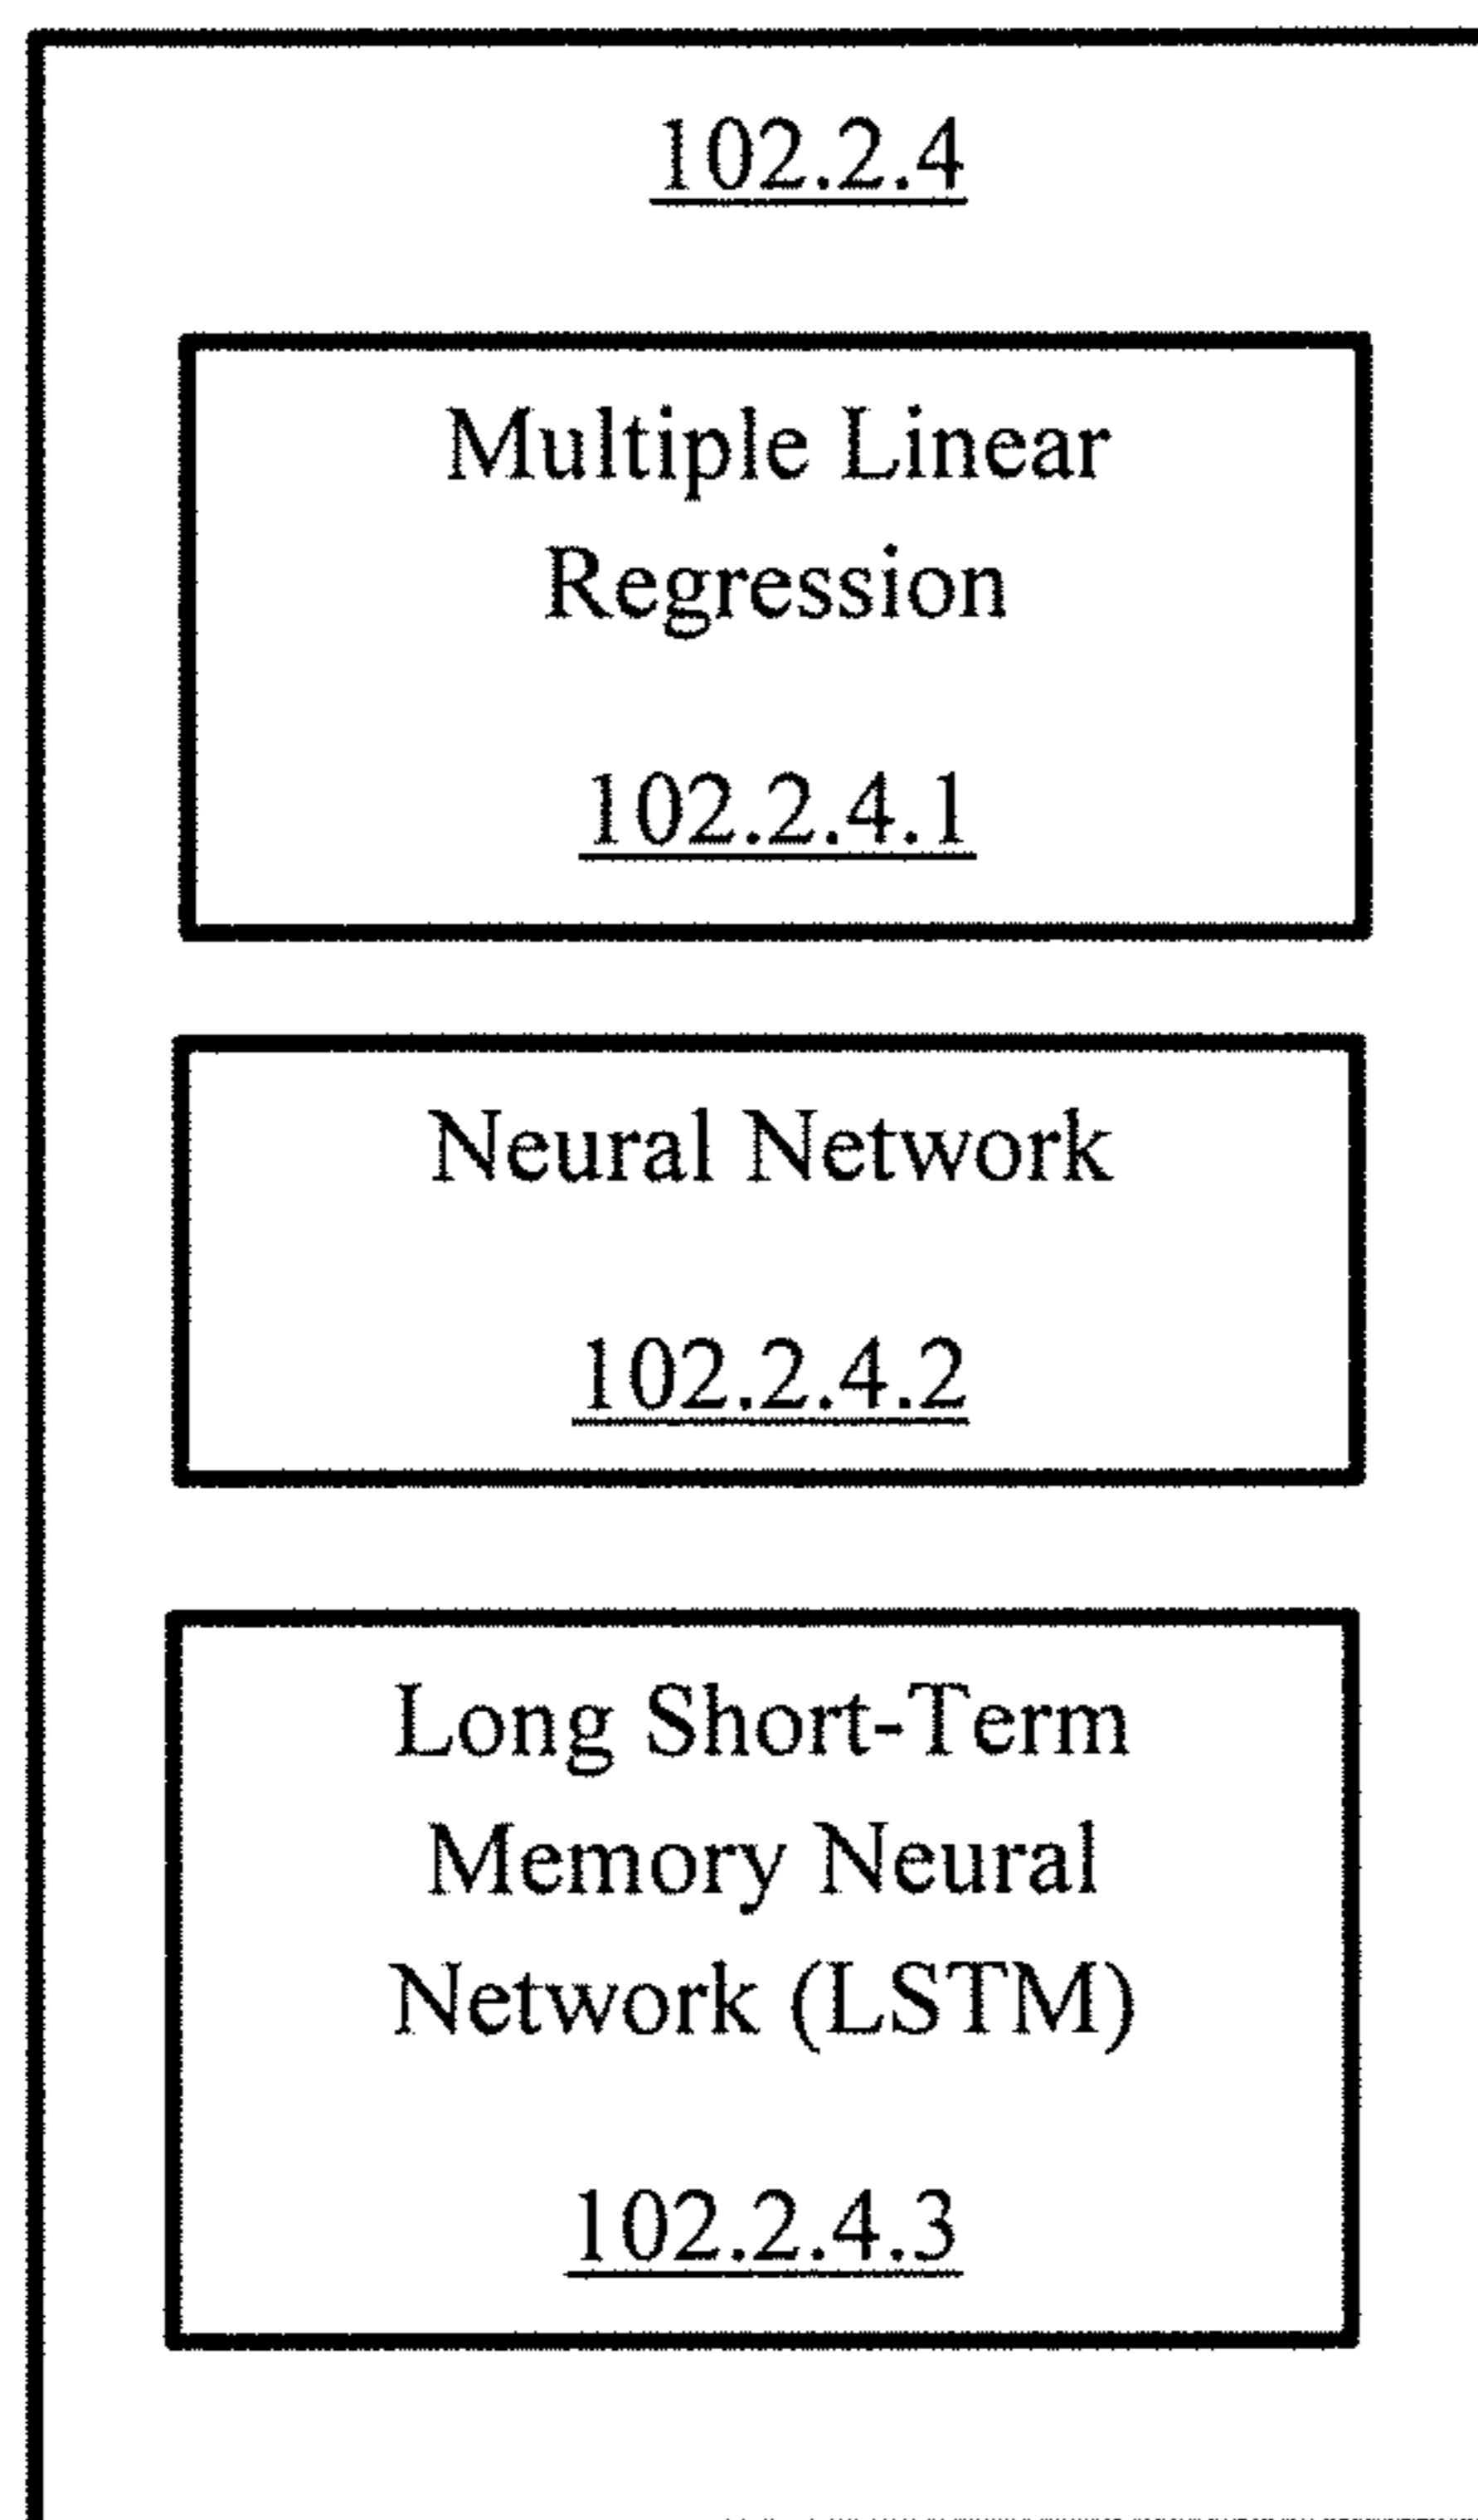 102.2.4
Multiple Linear
Regression
102.2.4.1
Neural Network
102.2.4.2
Long Short-Term
Memory Neural
Network (LSTM)
102.2.4.3